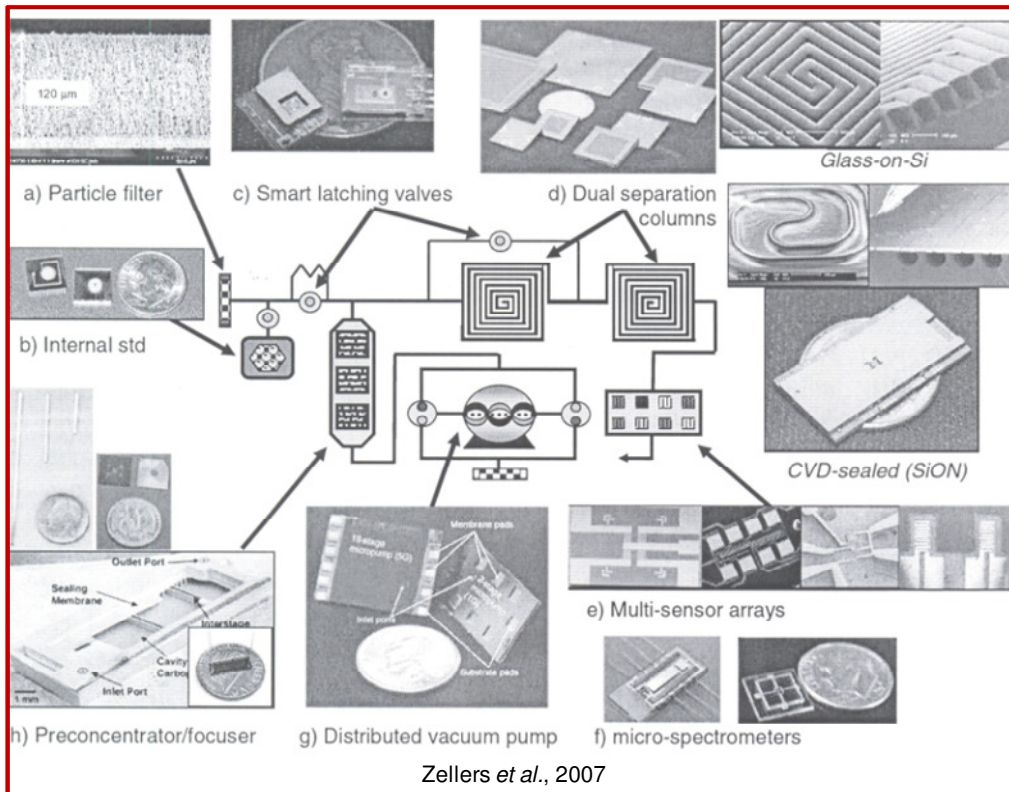 120 µm
a) Particle filter
c) Smart latching valves
d) Dual separation
columns
Glass-on-Si
b) Internal std
CVD-sealed (SiON)
Outlet Port
Sealing
Membrane
Interstage
Cavity
Inlet Port
1 mm
h) Preconcentrator/focuser
Membrane pads
micropump (5G)
Inlet ports
Substrate pads
g) Distributed vacuum pump
e) Multi-sensor arrays
f) micro-spectrometers
Zellers et al., 2007